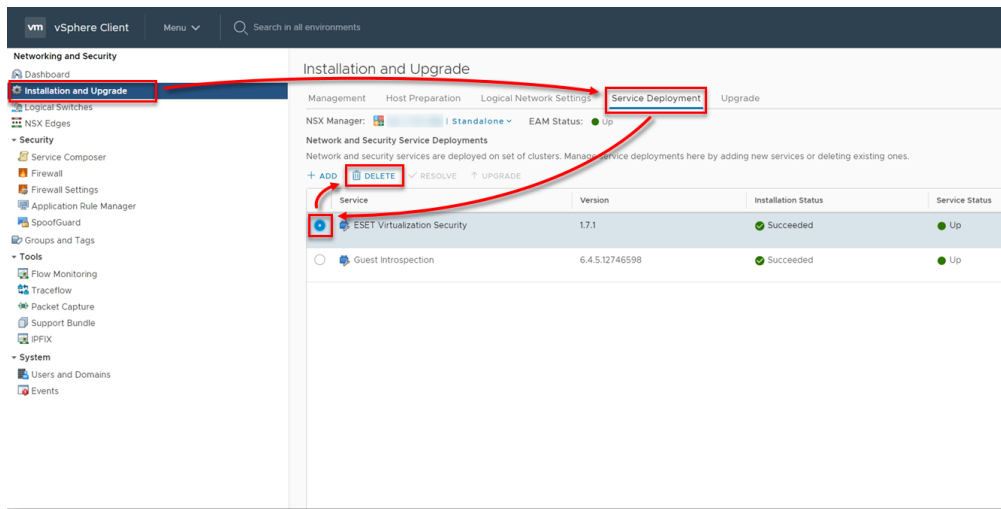 vm vSphere Client Menu Search in all environments
Networking and Security
Dashboard
Installation and Upgrade
Logical Switches
NSX Edges
Security
Service Composer
Firewall
Firewall Settings
Application Rule Manager
SpoofGuard
Groups and Tags
Tools
Flow Monitoring
Traceflow
Packet Capture
Support Bundle
IPFIX
System
Users and Domains
Events
Installation and Upgrade
Management Host Preparation Logical Network Settings Service Deployment Upgrade
NSX Manager: | Standalone EAM Status: Up
Network and Security Service Deployments
Network and security services are deployed on set of clusters. Manage service deployments here by adding new services or deleting existing ones.
+ ADD DELETE RESOLVE UPGRADE
Service Version Installation Status Service Status
ESET Virtualization Security 1.7.1 Succeeded Up
Guest Introspection 6.4.5.12746598 Succeeded Up